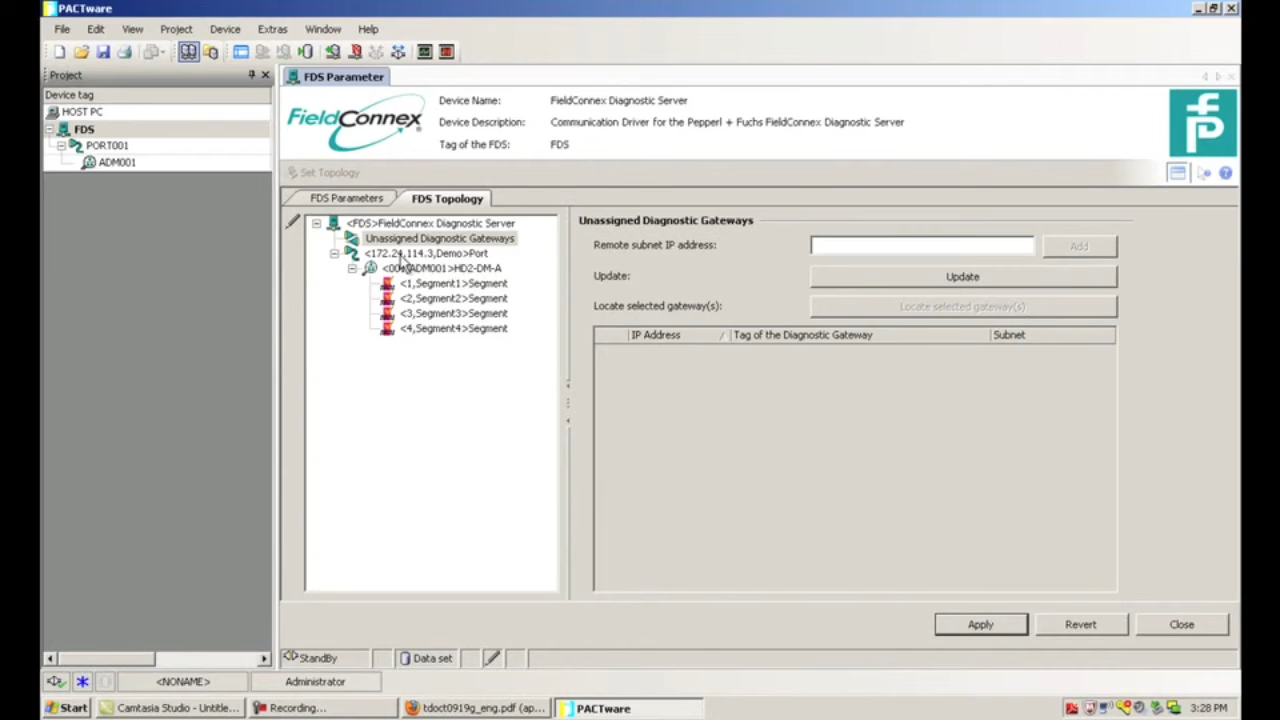 PACTware
File Edit View Project Device Extras Window Help
Project
Device tag
HOST PC
FDS
PORT001
ADM001
FDS Parameter
FieldConnex
Device Name: FieldConnex Diagnostic Server
Device Description: Communication Driver for the Pepperl + Fuchs FieldConnex Diagnostic Server
Tag of the FDS: FDS
Set Topology
FDS Parameters FDS Topology
<FDS>FieldConnex Diagnostic Server
Unassigned Diagnostic Gateways
<172.24.114.3,Demo>Port
ADM001>HD2-DM-A
<1,Segment1>Segment
<2,Segment2>Segment
<3,Segment3>Segment
<4,Segment4>Segment
Unassigned Diagnostic Gateways
Remote subnet IP address: Add
Update: Update
Locate selected gateway(s): Locate selected gateway(s)
IP Address / Tag of the Diagnostic Gateway Subnet
Apply Revert Close
StandBy Data set
<NONAME> Administrator
Start Camtasia Studio - Untitle... Recording... tdoct0919g_eng.pdf (ap... PACTware 3:28 PM